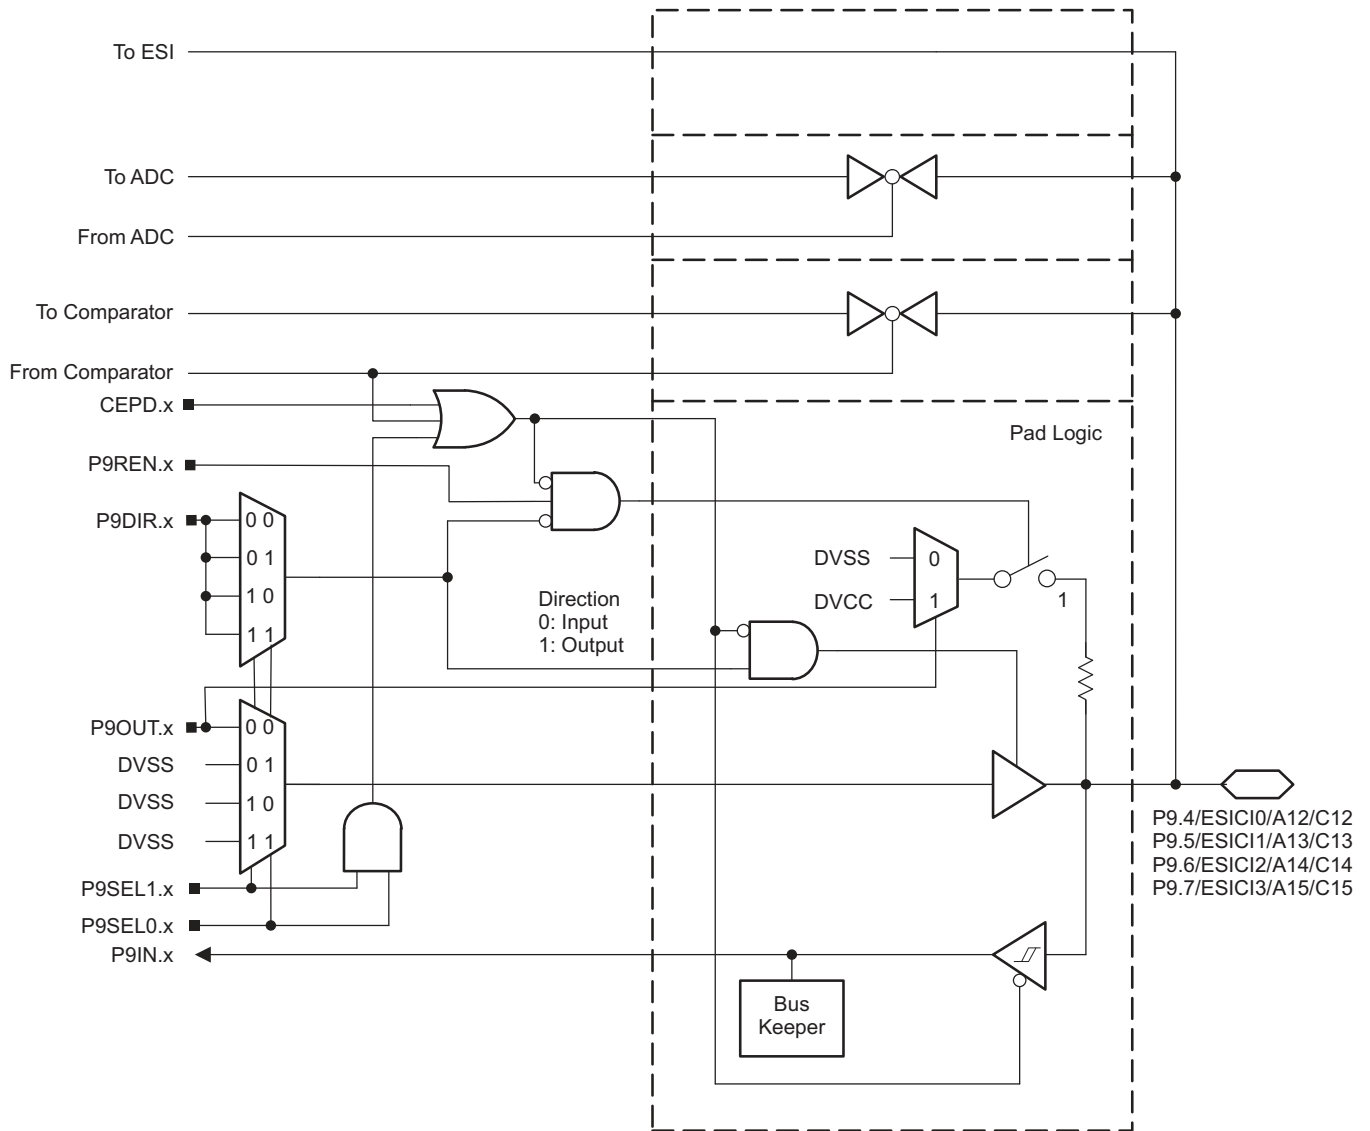 To ESI
To ADC
From ADC
To Comparator
From Comparator
CEPD.x
Pad Logic
P9REN.x
P9DIR.x
0 0
0 1
1 0
1 1
DVSS
0
DVCC
1
1
Direction
0: Input
1: Output
P9OUT.x
0 0
DVSS
0 1
DVSS
1 0
DVSS
1 1
P9.4/ESICI0/A12/C12
P9.5/ESICI1/A13/C13
P9.6/ESICI2/A14/C14
P9.7/ESICI3/A15/C15
P9SEL1.x
P9SEL0.x
P9IN.x
Bus
Keeper